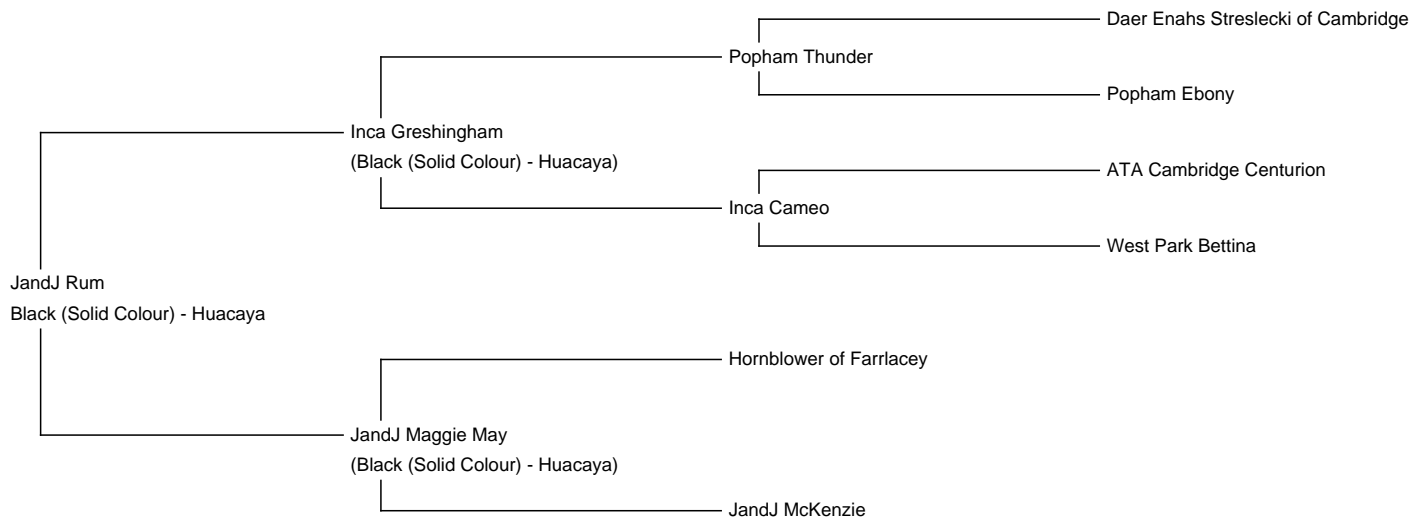 Daer Enahs Streslecki of Cambridge
Popham Thunder
Popham Ebony
Inca Greshingham
(Black (Solid Colour) - Huacaya)
ATA Cambridge Centurion
Inca Cameo
West Park Bettina
JandJ Rum
Black (Solid Colour) - Huacaya
Hornblower of Farrlacey
JandJ Maggie May
(Black (Solid Colour) - Huacaya)
JandJ McKenzie